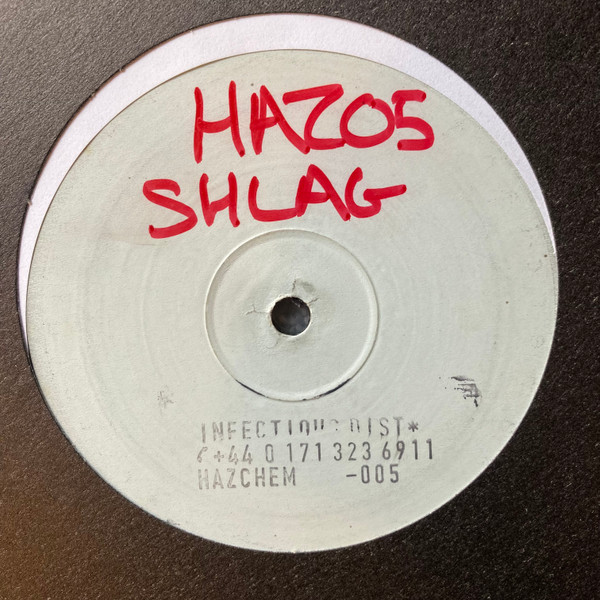 HAZ05
SHLAG
INFECTIOUS DIST*
✆+44 0 171 323 6911
HAZCHEM -005